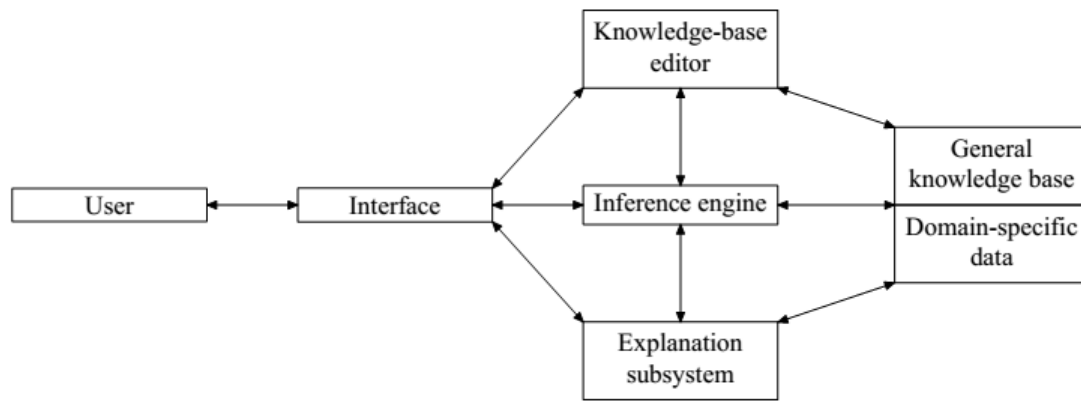 Knowledge-base
editor
General
knowledge base
User
Interface
Inference engine
Domain-specific
data
Explanation
subsystem